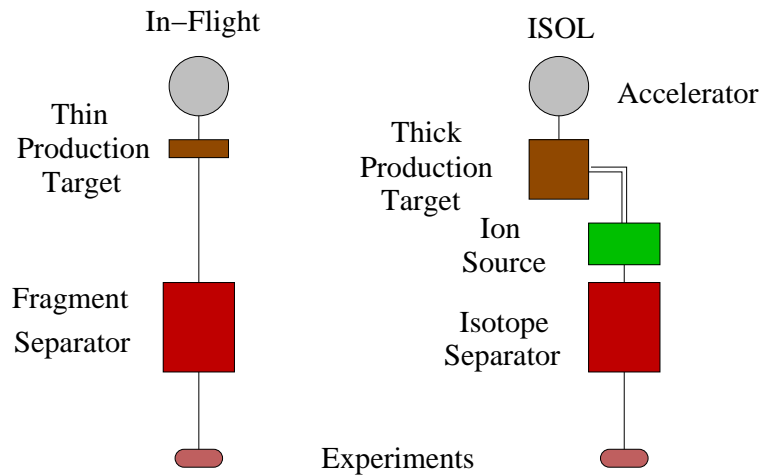 In−Flight
ISOL
Accelerator
Thin
Production
Target
Thick
Production
Target
Ion
Source
Fragment
Separator
Isotope
Separator
Experiments